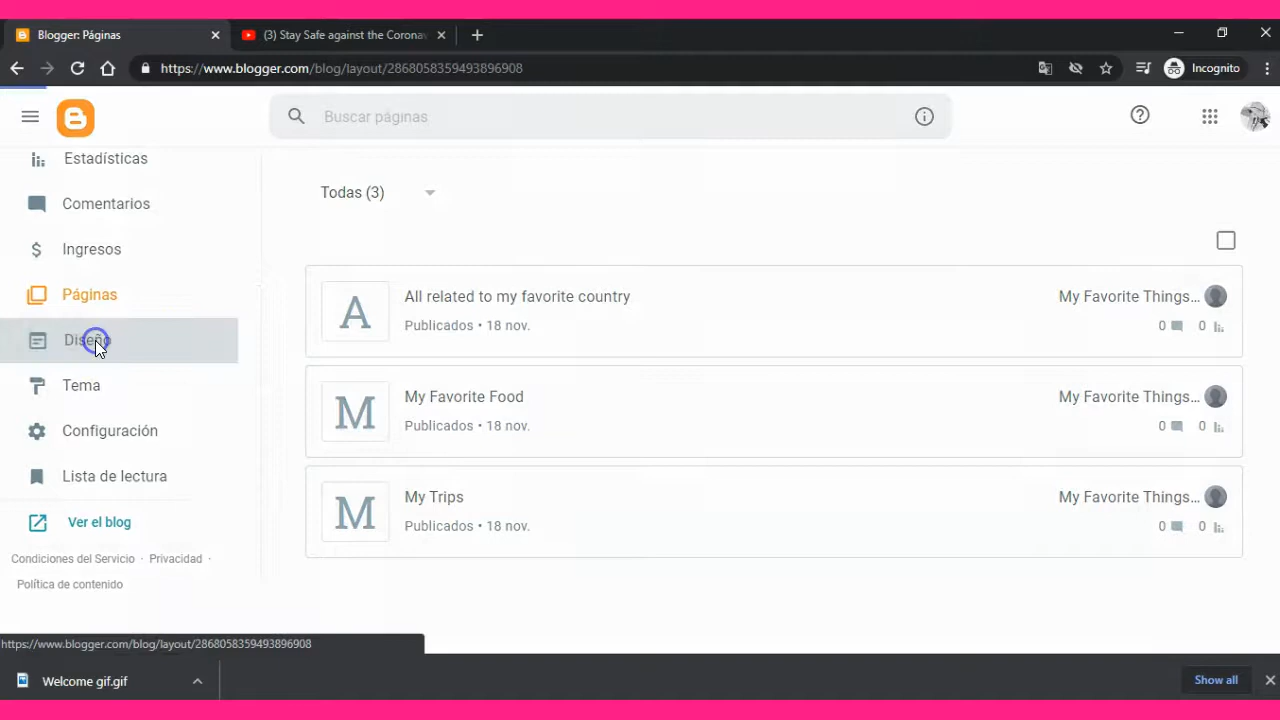 Blogger: Páginas
(3) Stay Safe against the Corona
https://www.blogger.com/blog/layout/2868058359493896908
Incognito
Buscar páginas
Estadísticas
Comentarios
Ingresos
Páginas
Diseño
Tema
Configuración
Lista de lectura
Ver el blog
Condiciones del Servicio · Privacidad ·
Política de contenido
Todas (3)
A
All related to my favorite country
Publicados • 18 nov.
My Favorite Things...
0 0
M
My Favorite Food
Publicados • 18 nov.
My Favorite Things...
0 0
M
My Trips
Publicados • 18 nov.
My Favorite Things...
0 0
https://www.blogger.com/blog/layout/2868058359493896908
Welcome gif.gif
Show all